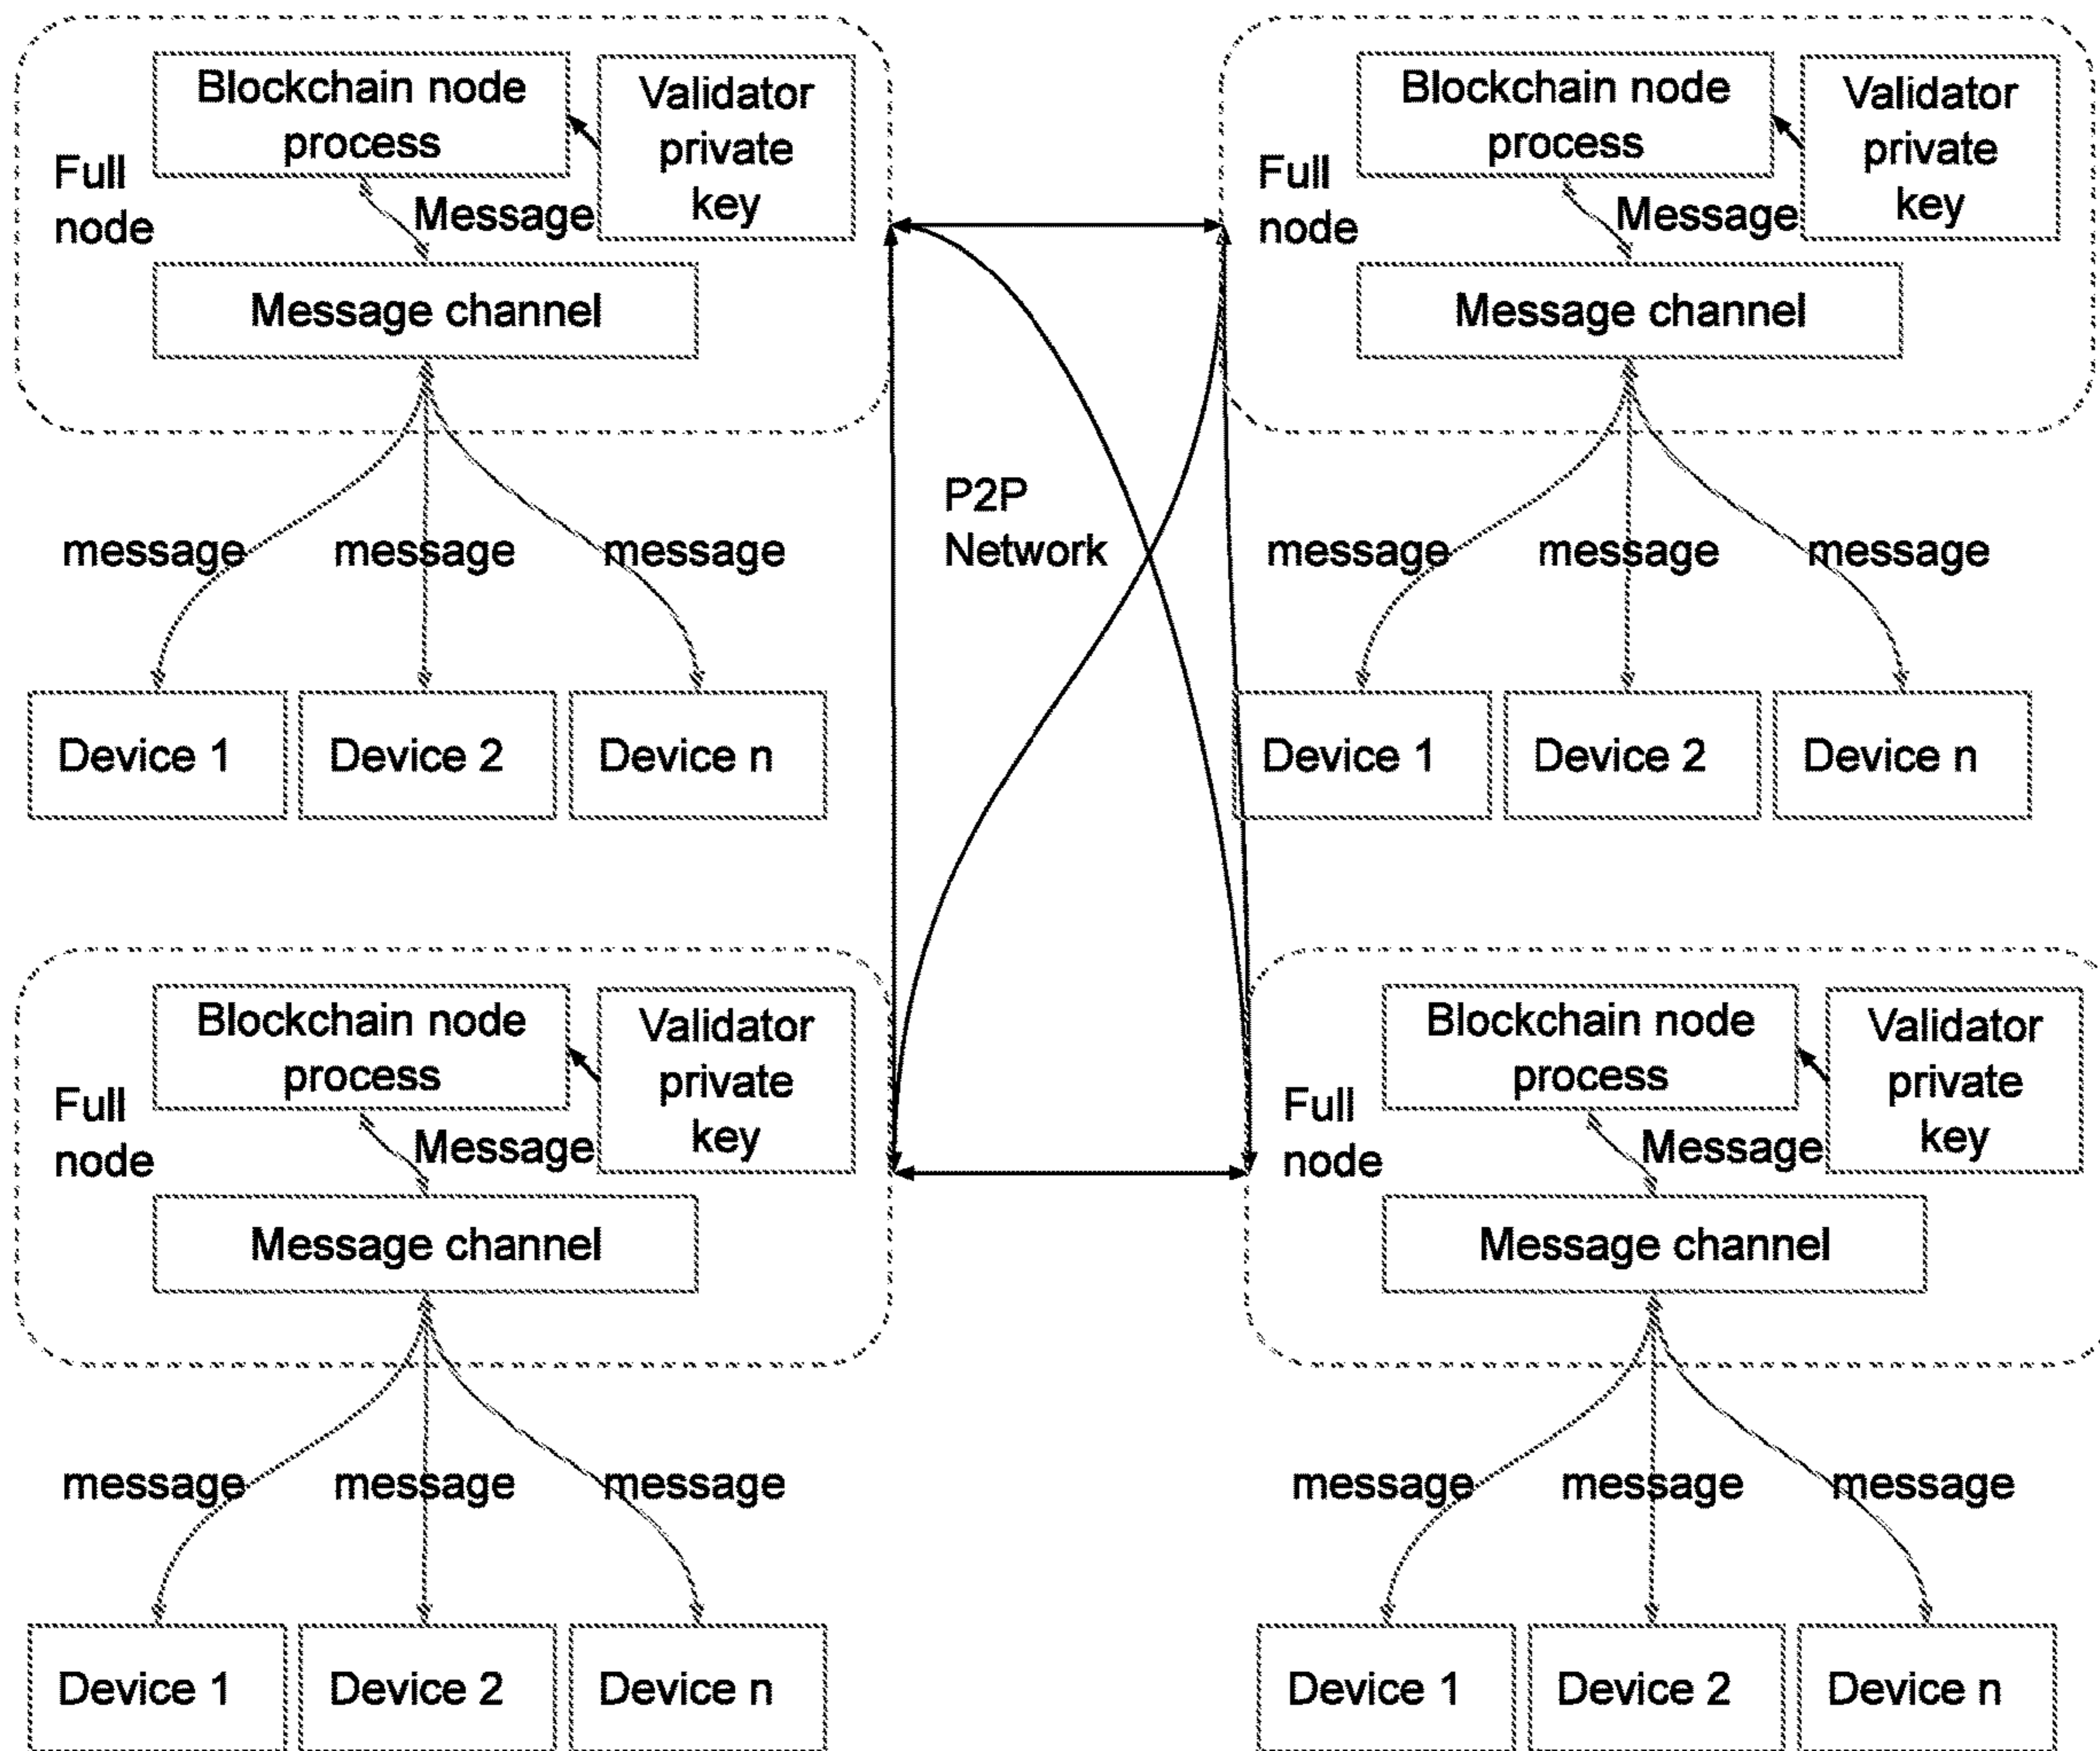 Blockchain node
process
Validator
private
key
Full
node
Message
Message channel
message
message
message
Device 1
Device 2
Device n
Blockchain node
process
Validator
private
key
Full
node
Message
Message channel
message
message
message
Device 1
Device 2
Device n
P2P
Network
Blockchain node
process
Validator
private
key
Full
node
Message
Message channel
message
message
message
Device 1
Device 2
Device n
Blockchain node
process
Validator
private
key
Full
node
Message
Message channel
message
message
message
Device 1
Device 2
Device n